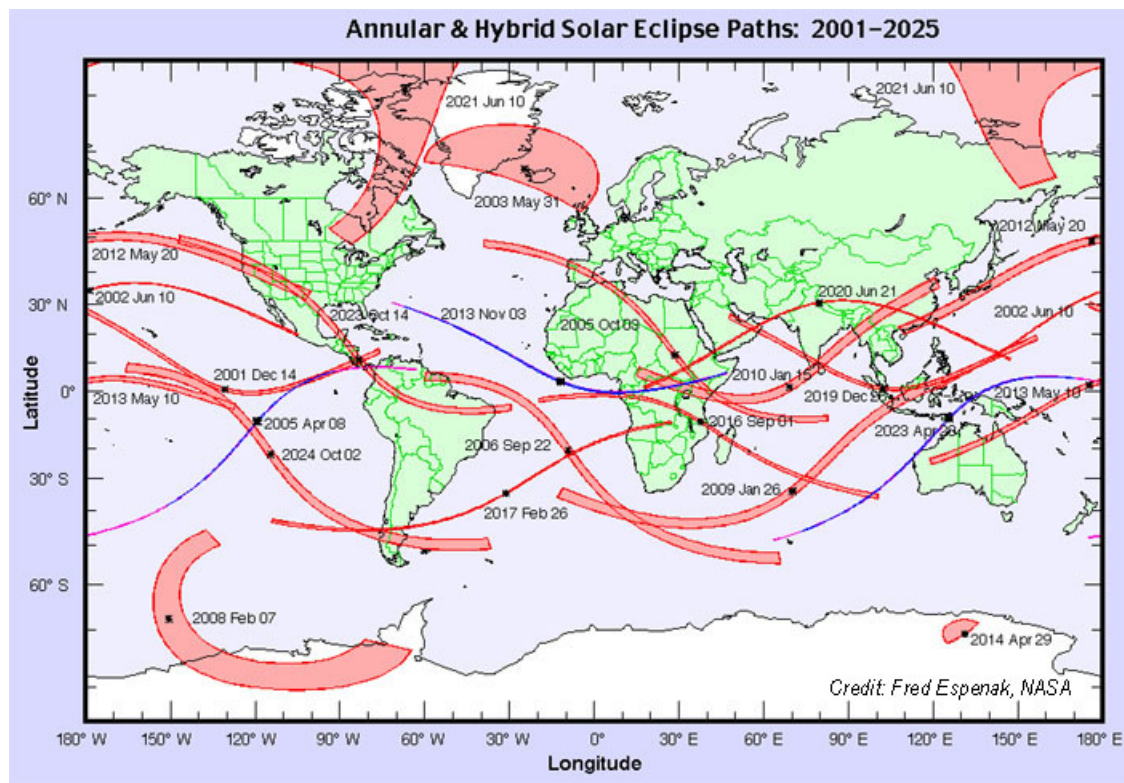 Annular & Hybrid Solar Eclipse Paths: 2001–2025
2021 Jun 10
2021 Jun 10
2003 May 31
60° N
2012 May 20
2012 May 20
2002 Jun 10
30° N
2023 Oct 14
2013 Nov 03
2005 Oct 03
2020 Jun 21
2002 Jun 10
2001 Dec 14
2010 Jan 15
2013 May 10
2019 Dec 26
2013 May 10
0°
2005 Apr 08
2016 Sep 01
2023 Apr 20
2006 Sep 22
2024 Oct 02
30° S
2009 Jan 26
2017 Feb 26
60° S
2008 Feb 07
2014 Apr 29
Credit: Fred Espenak, NASA
Latitude
180° W
150° W
120° W
90° W
60° W
30° W
0°
30° E
60° E
90° E
120° E
150° E
180° E
Longitude